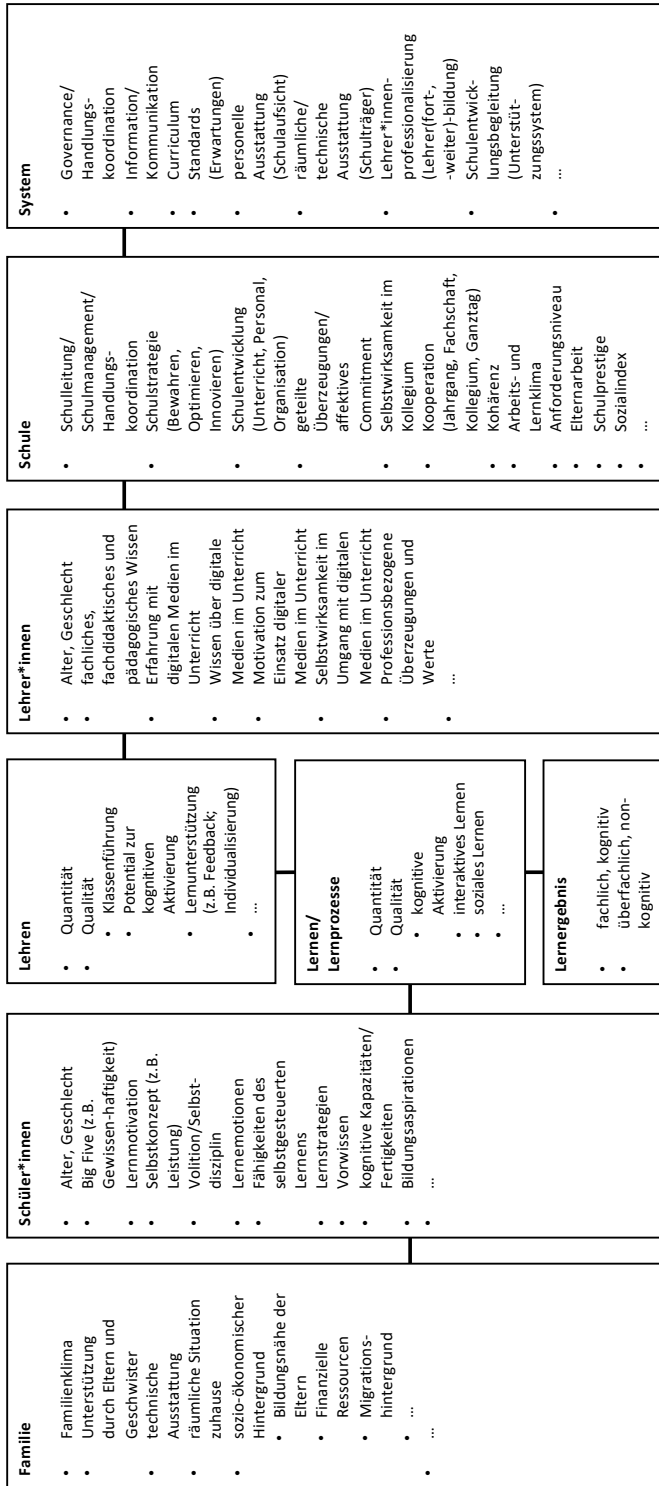 Familie
• Familienklima
• Unterstützung
durch Eltern und
Geschwister
• technische
Ausstattung
• räumliche Situation
zuhause
• sozio-ökonomischer
Hintergrund
• Bildungsnähe der
Eltern
• Finanzielle
Ressourcen
• Migrations-
hintergrund
• ...
• ...
Schüler*innen
• Alter, Geschlecht
• Big Five (z.B.
Gewissen-haftigkeit)
• Lernmotivation
• Selbstkonzept (z.B.
Leistung)
• Volition/Selbst-
disziplin
• Lernemotionen
• Fähigkeiten des
selbstgesteuerten
Lernens
• Lernstrategien
• Vorwissen
• kognitive Kapazitäten/
Fertigkeiten
• Bildungsaspirationen
• ...
Lehren
• Quantität
• Qualität
• Klassenführung
• Potential zur
kognitiven
Aktivierung
• Lernunterstützung
(z.B. Feedback;
Individualisierung)
• ...
Lernen/
Lernprozesse
• Quantität
• Qualität
• kognitive
Aktivierung
• interaktives Lernen
• soziales Lernen
• ...
Lernergebnis
• fachlich, kognitiv
• überfachlich, non-
kognitiv
Lehrer*innen
• Alter, Geschlecht
• fachliches,
fachdidaktisches und
pädagogisches Wissen
• Erfahrung mit
digitalen Medien im
Unterricht
• Wissen über digitale
Medien im Unterricht
• Motivation zum
Einsatz digitaler
Medien im Unterricht
• Selbstwirksamkeit im
Umgang mit digitalen
Medien im Unterricht
• Professionsbezogene
Überzeugungen und
Werte
• ...
Schule
• Schulleitung/
Schulmanagement/
Handlungs-
koordination
• Schulstrategie
(Bewahren,
Optimieren,
Innovieren)
• Schulentwicklung
(Unterricht, Personal,
Organisation)
• geteilte
Überzeugungen/
affektives
Commitment
• Selbstwirksamkeit im
Kollegium
• Kooperation
(Jahrgang, Fachschaft,
Kollegium, Ganztag)
• Kohärenz
• Arbeits- und
Lernklima
• Anforderungsniveau
• Elternarbeit
• Schulprestige
• Sozialindex
• ...
System
• Governance/
Handlungs-
koordination
• Information/
Kommunikation
• Curriculum
• Standards
(Erwartungen)
• personelle
Ausstattung
(Schulaufsicht)
• räumliche/
technische
Ausstattung
(Schulträger)
• Lehrer*innen-
professionalisierung
(Lehrer(fort-,
-weiter)-bildung)
• Schulentwick-
lungsbegleitung
(Unterstüt-
zungssystem)
• ...